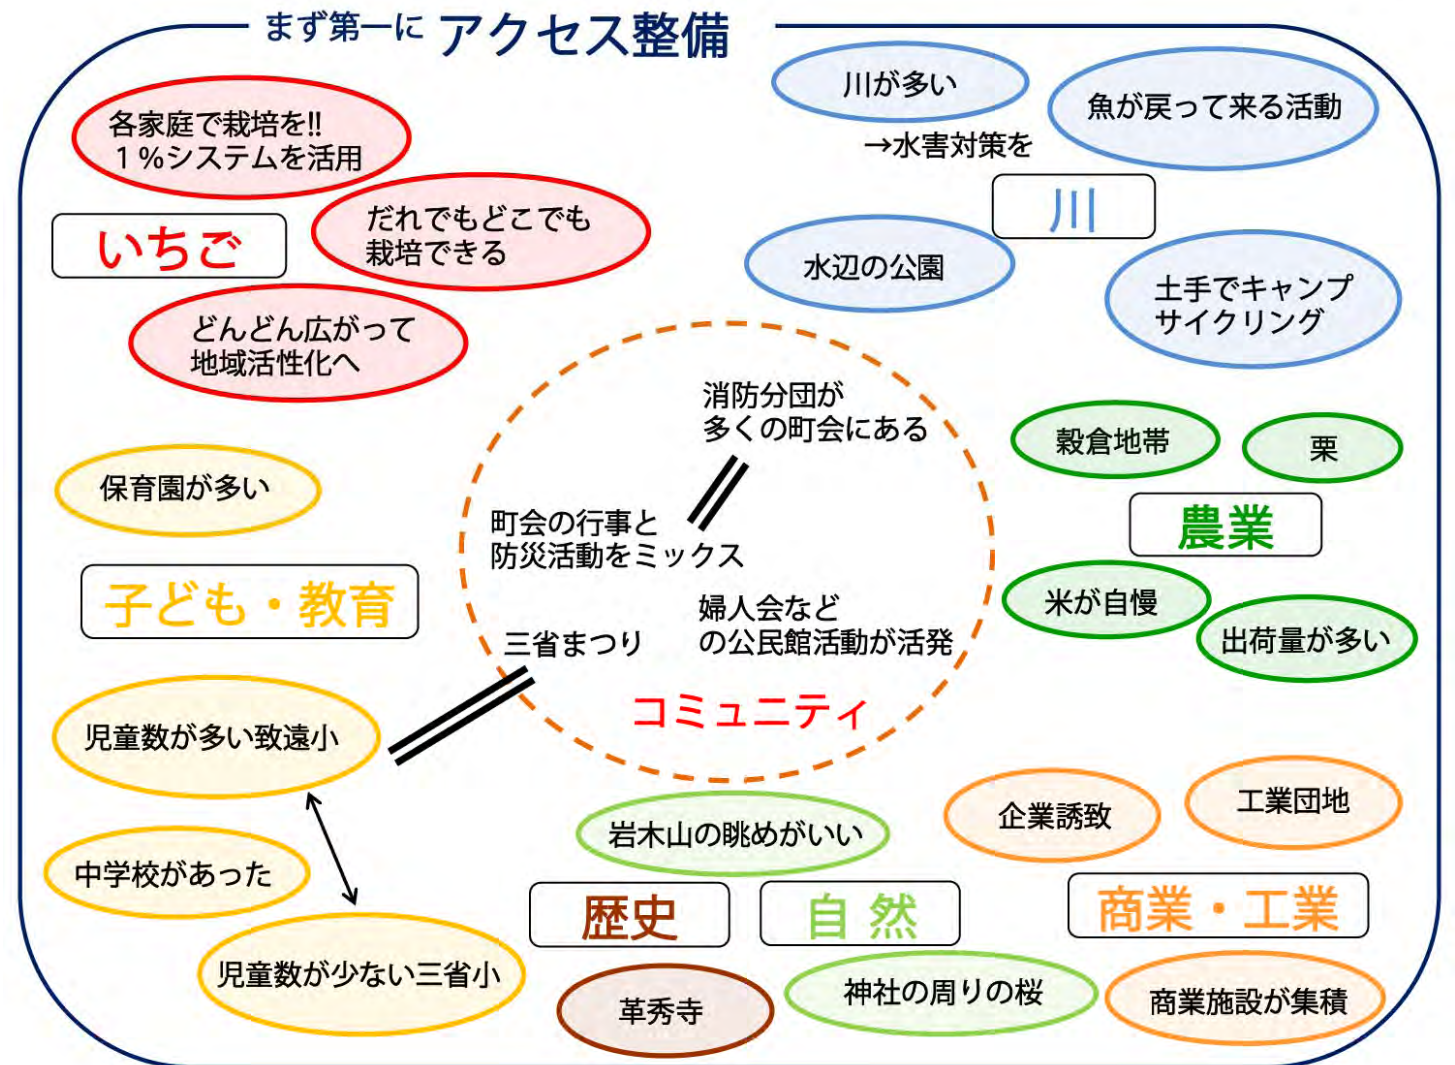 まず第一に アクセス整備
各家庭で栽培を!!
１%システムを活用
だれでもどこでも
栽培できる
いちご
どんどん広がって
地域活性化へ
川が多い
→水害対策を
魚が戻って来る活動
川
水辺の公園
土手でキャンプ
サイクリング
消防分団が
多くの町会にある
町会の行事と
防災活動をミックス
婦人会など
の公民館活動が活発
三省まつり
コミュニティ
穀倉地帯
栗
農業
米が自慢
出荷量が多い
保育園が多い
子ども・教育
児童数が多い致遠小
中学校があった
児童数が少ない三省小
岩木山の眺めがいい
歴史
自 然
革秀寺
神社の周りの桜
企業誘致
工業団地
商業・工業
商業施設が集積